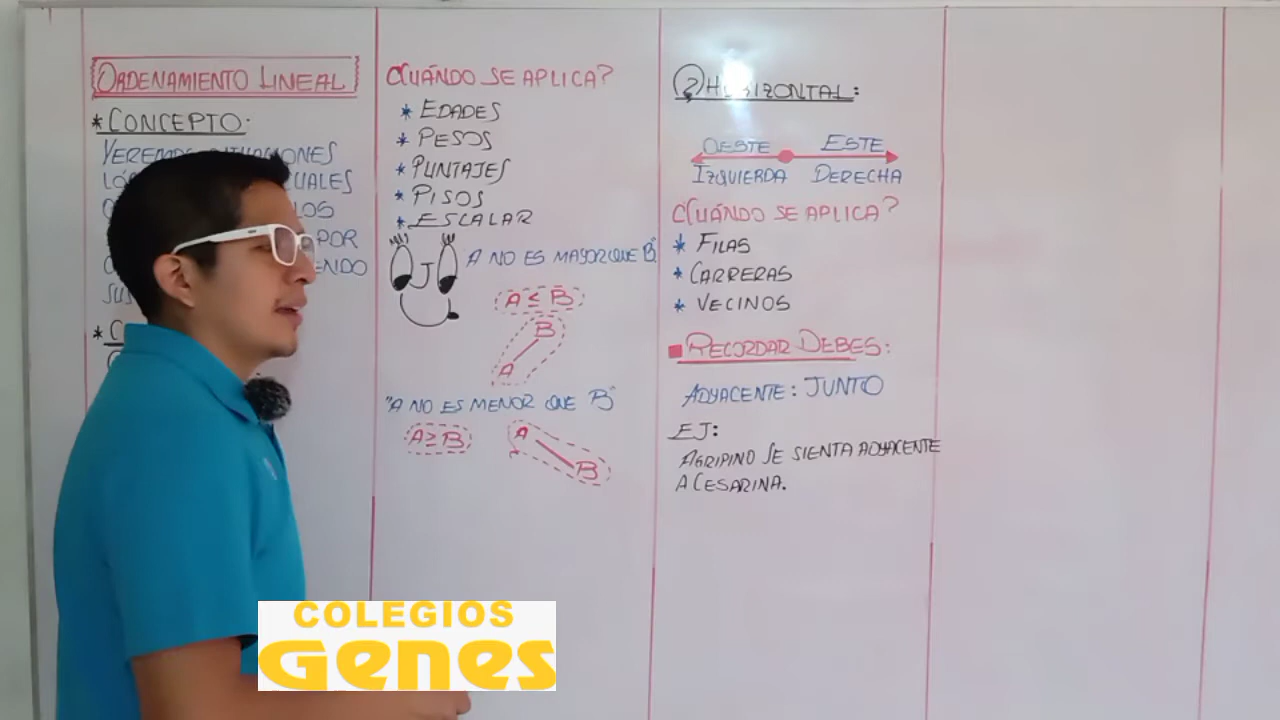 ORDENAMIENTO LINEAL
* CONCEPTO:
VEREMOS SITUACIONES
POR
* EDADES
¿CUÁNDO SE APLICA?
* PESOS
* PUNTAJES
* PISOS
* ESCALAR
"A NO ES MAYOR QUE B"
A ≤ B
B
A
"A NO ES MENOR QUE B"
A ≥ B
A
B
② HORIZONTAL:
OESTE ESTE
IZQUIERDA DERECHA
¿CUÁNDO SE APLICA?
* FILAS
* CARRERAS
* VECINOS
RECORDAR DEBES:
ADYACENTE: JUNTO
EJ:
AGRIPINO SE SIENTA ADYACENTE
A CESARINA.
COLEGIOS
Genes